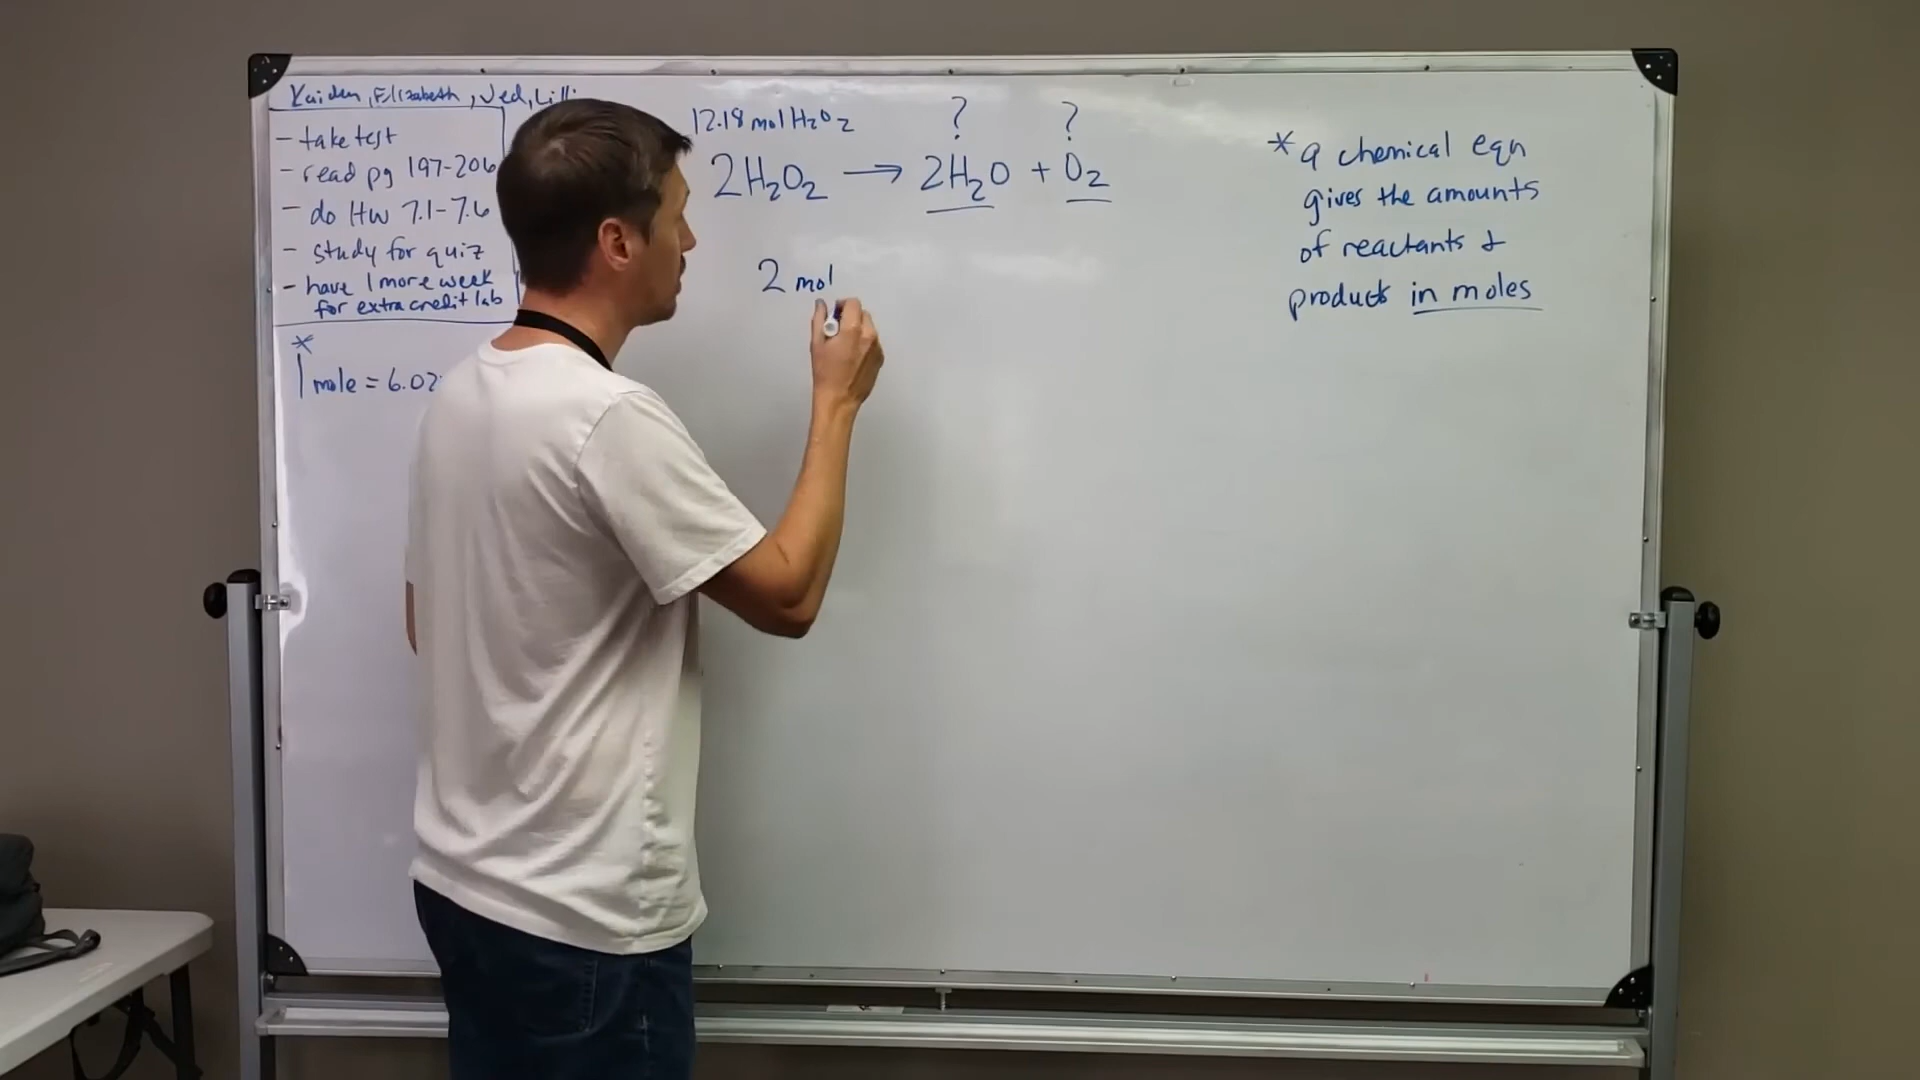 Kaiden, Elizabeth, Jed, Lilli
- take test
- read pg 197-206
- do HW 7.1-7.6
- study for quiz
- have 1 more week
for extra credit lab
*
1 mole = 6.02
12.18 mol H₂O₂ ? ?
2H₂O₂ → 2H₂O + O₂
2 mol
* a chemical eqn
gives the amounts
of reactants &
products in moles